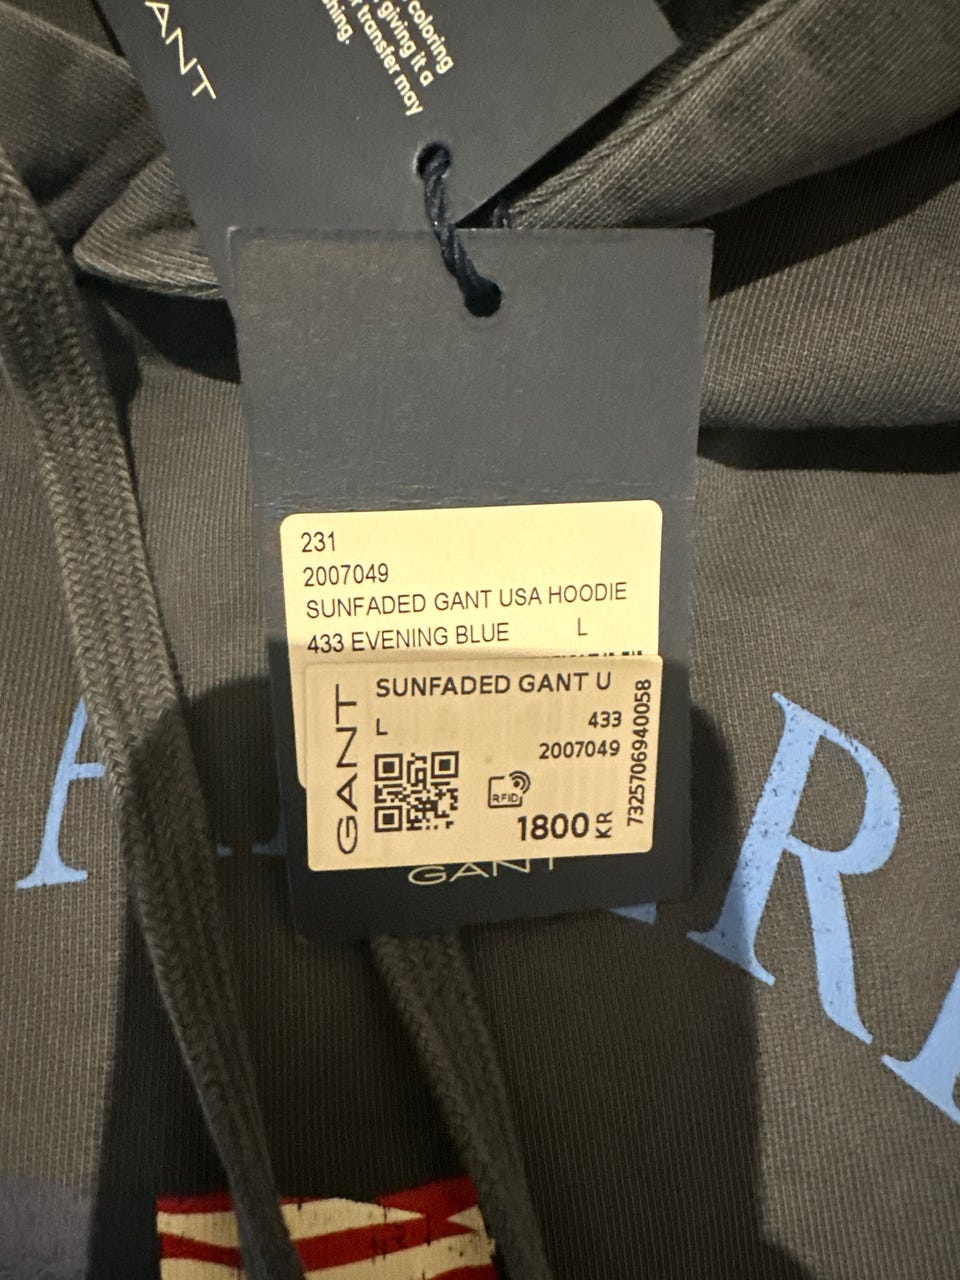 GANT
coloring
giving it a
transfer may
231
2007049
SUNFADED GANT USA HOODIE
433 EVENING BLUE L
SUNFADED GANT U
L 433
2007049
GANT
RFID
1800 KR
7325706940058
GANT
R